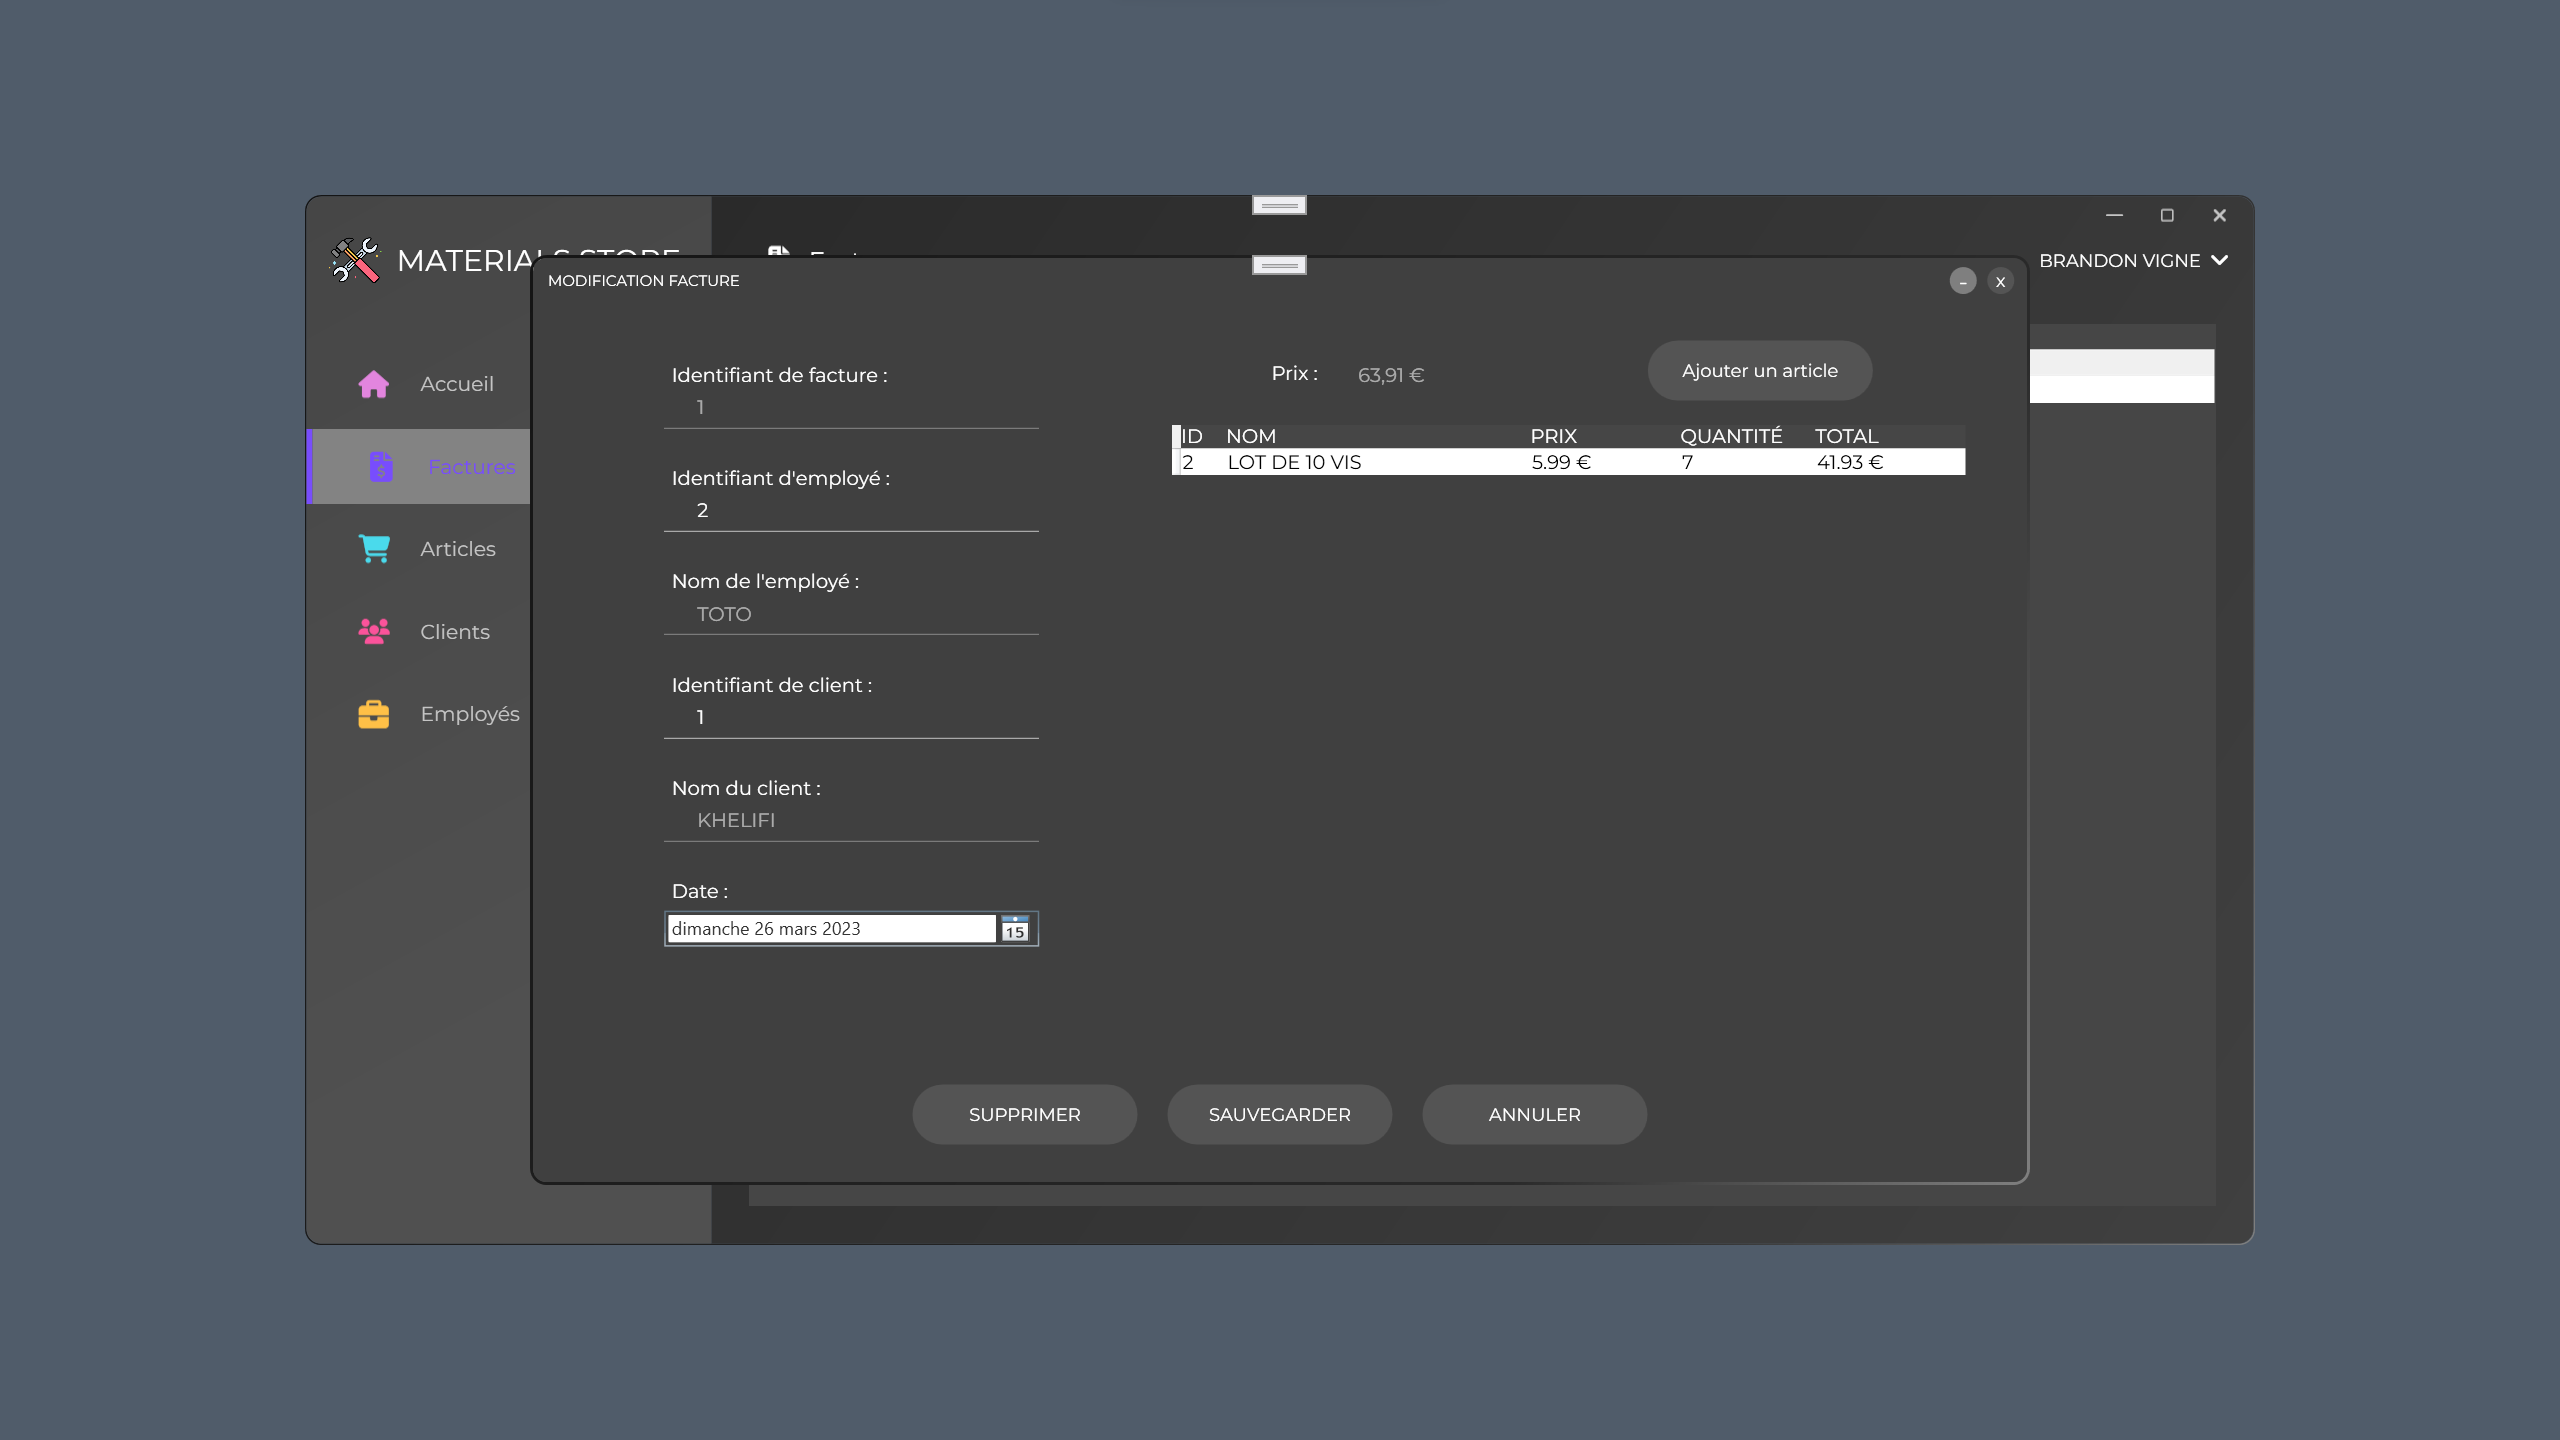 BRANDON VIGNE
MODIFICATION FACTURE
- x
Accueil
Factures
Articles
Clients
Employés
Identifiant de facture :
1
Identifiant d'employé :
2
Nom de l'employé :
TOTO
Identifiant de client :
1
Nom du client :
KHELIFI
Date :
dimanche 26 mars 2023
15
Prix : 63,91 €
Ajouter un article
ID NOM PRIX QUANTITÉ TOTAL
2 LOT DE 10 VIS 5.99 € 7 41.93 €
SUPPRIMER SAUVEGARDER ANNULER